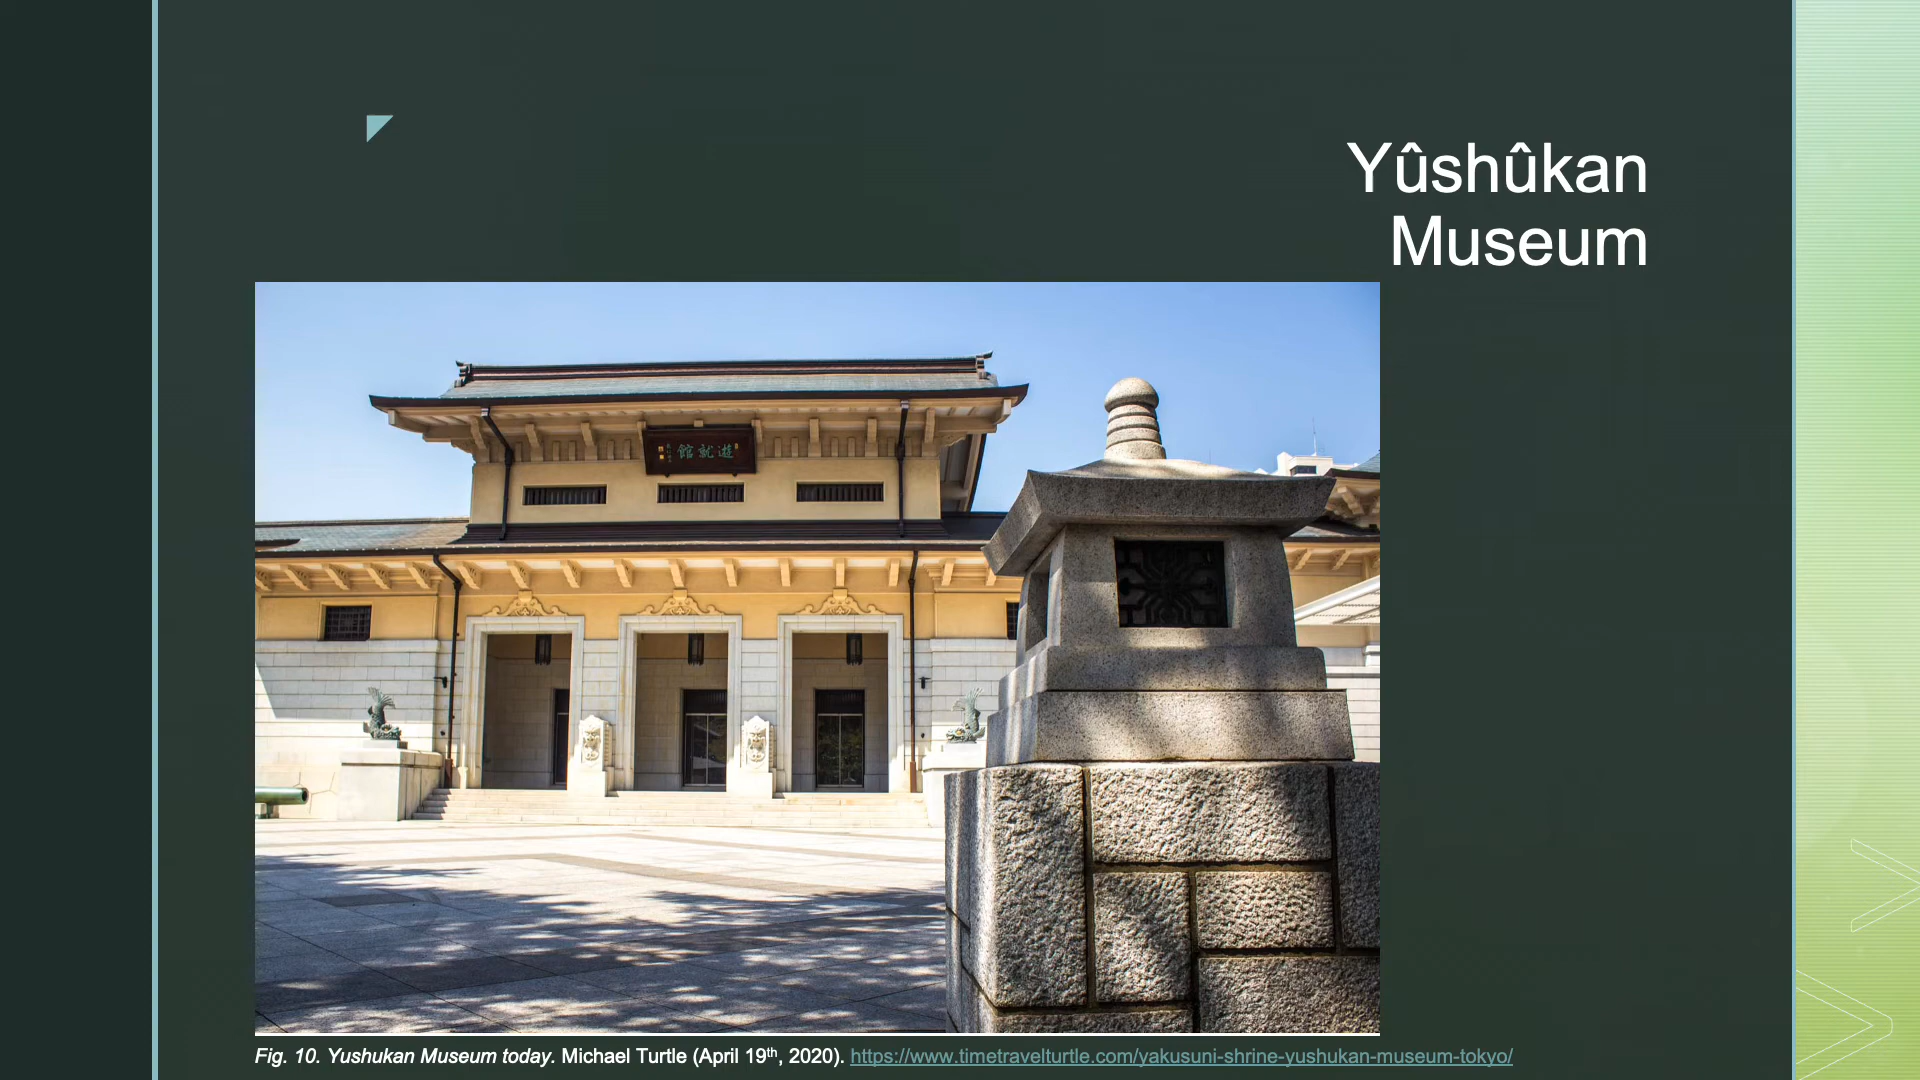 Yûshûkan
Museum
館就遊
Fig. 10. Yushukan Museum today. Michael Turtle (April 19th, 2020). https://www.timetravelturtle.com/yakusuni-shrine-yushukan-museum-tokyo/